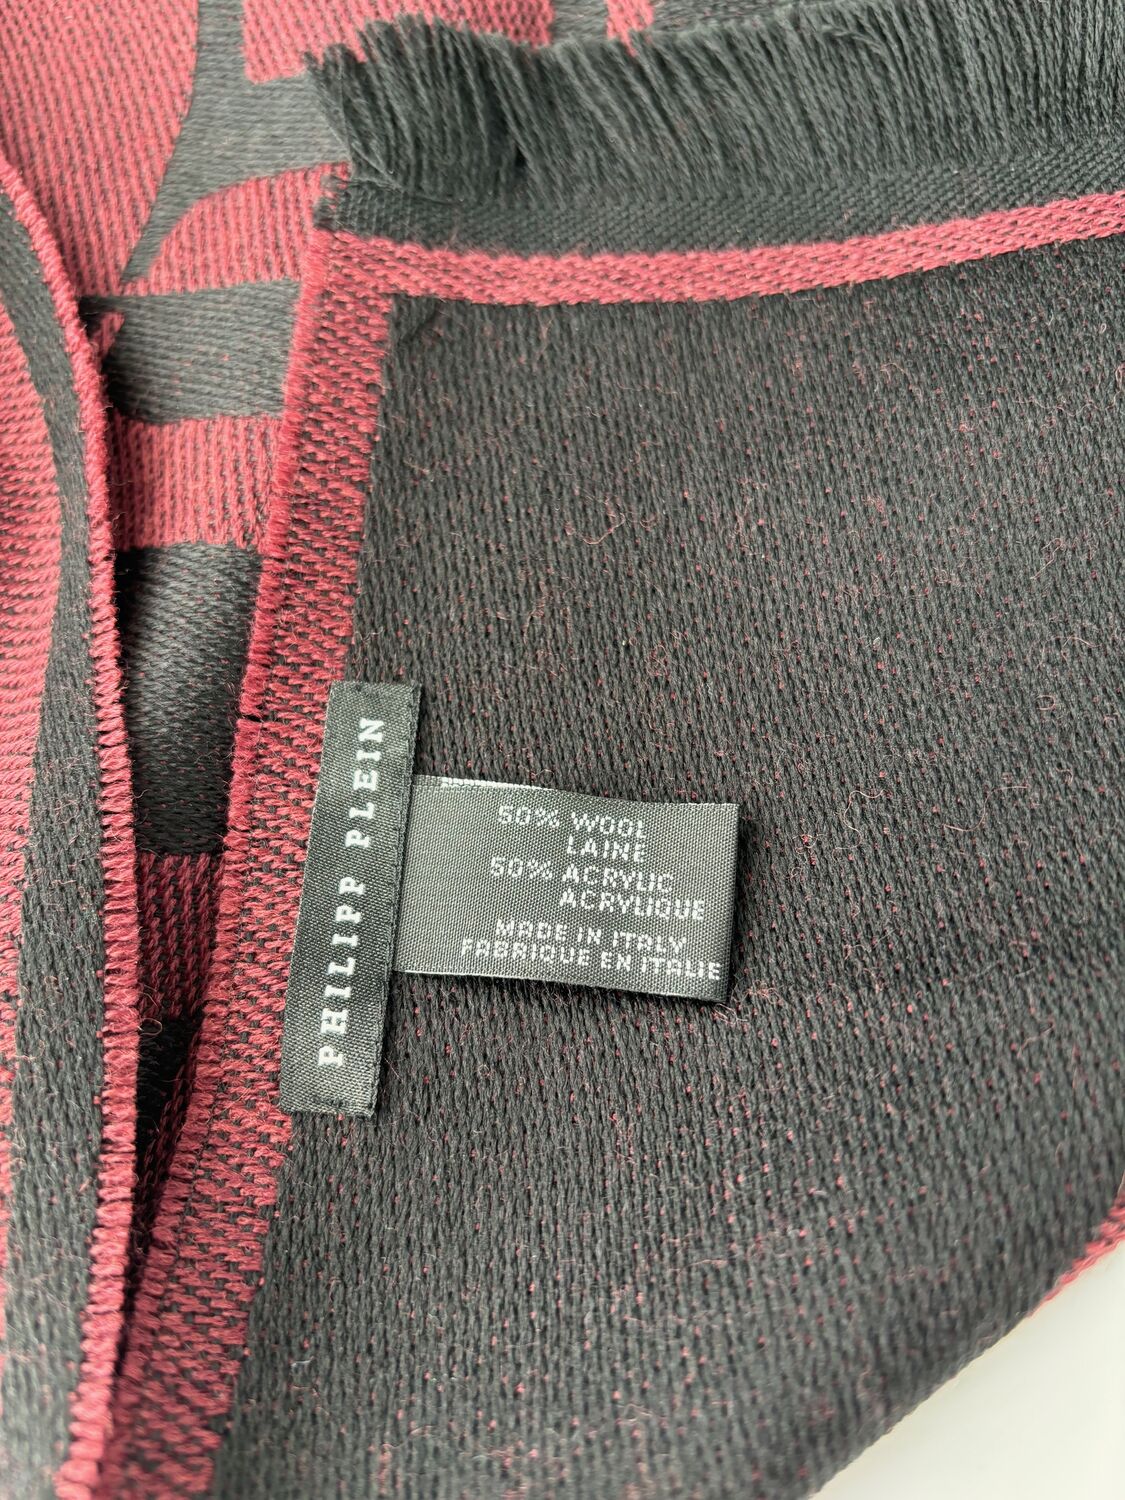 PHILIPP PLEIN
50% WOOL
LAINE
50% ACRYLIC
ACRYLIQUE
MADE IN ITALY
FABRIQUE EN ITALIE